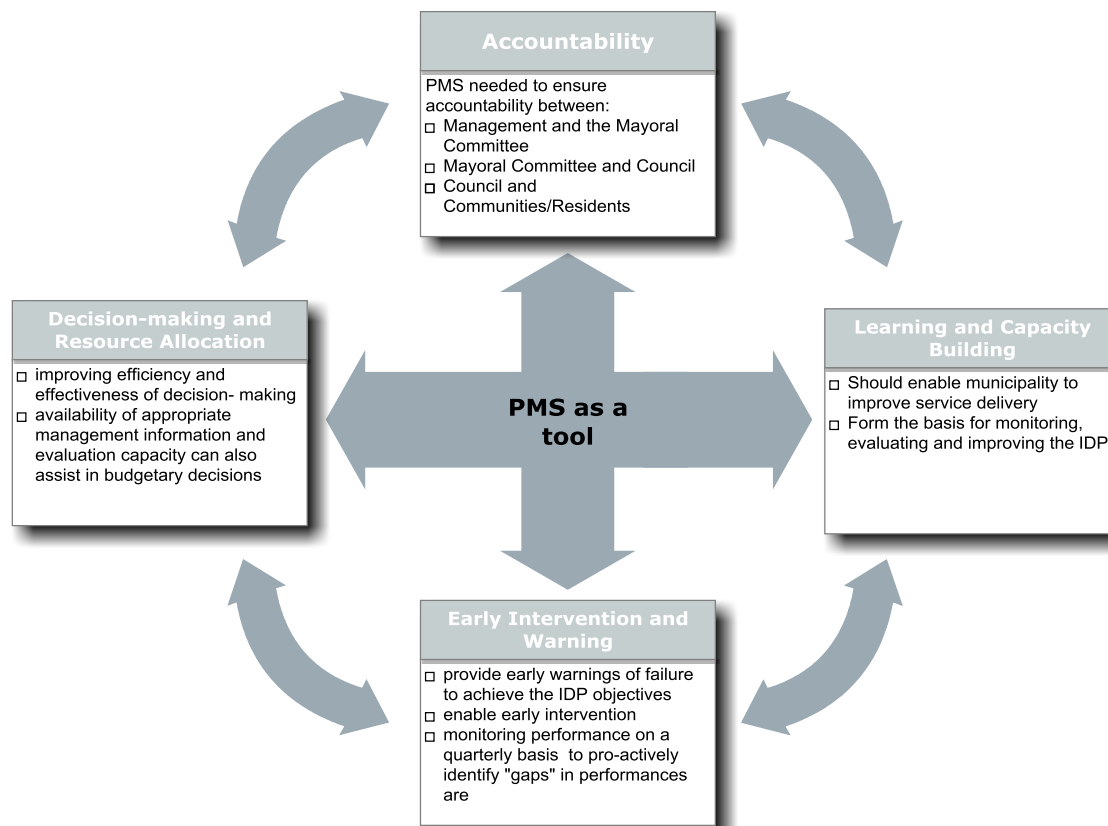 Accountability
PMS needed to ensure
accountability between:
Management and the Mayoral
Committee
Mayoral Committee and Council
Council and
Communities/Residents
Decision-making and
Resource Allocation
improving efficiency and
effectiveness of decision- making
availability of appropriate
management information and
evaluation capacity can also
assist in budgetary decisions
PMS as a
tool
Learning and Capacity
Building
Should enable municipality to
improve service delivery
Form the basis for monitoring,
evaluating and improving the IDP
Early Intervention and
Warning
provide early warnings of failure
to achieve the IDP objectives
enable early intervention
monitoring performance on a
quarterly basis  to pro-actively
identify "gaps" in performances
are